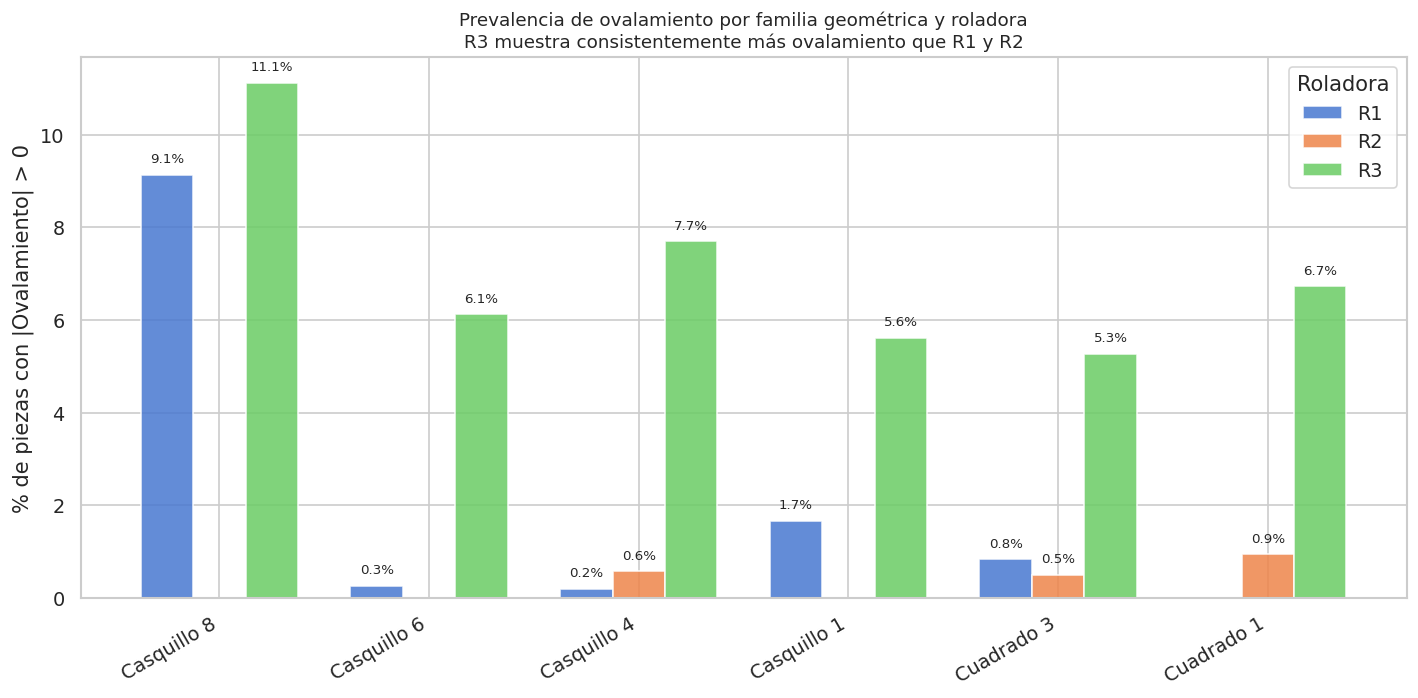 Prevalencia de ovalamiento por familia geométrica y roladora
R3 muestra consistentemente más ovalamiento que R1 y R2
% de piezas con |Ovalamiento| > 0
10
8
6
4
2
0
9.1%
11.1%
0.3%
6.1%
0.2%
0.6%
7.7%
1.7%
5.6%
0.8%
0.5%
5.3%
0.9%
6.7%
Roladora
R1
R2
R3
Casquillo 8
Casquillo 6
Casquillo 4
Casquillo 1
Cuadrado 3
Cuadrado 1